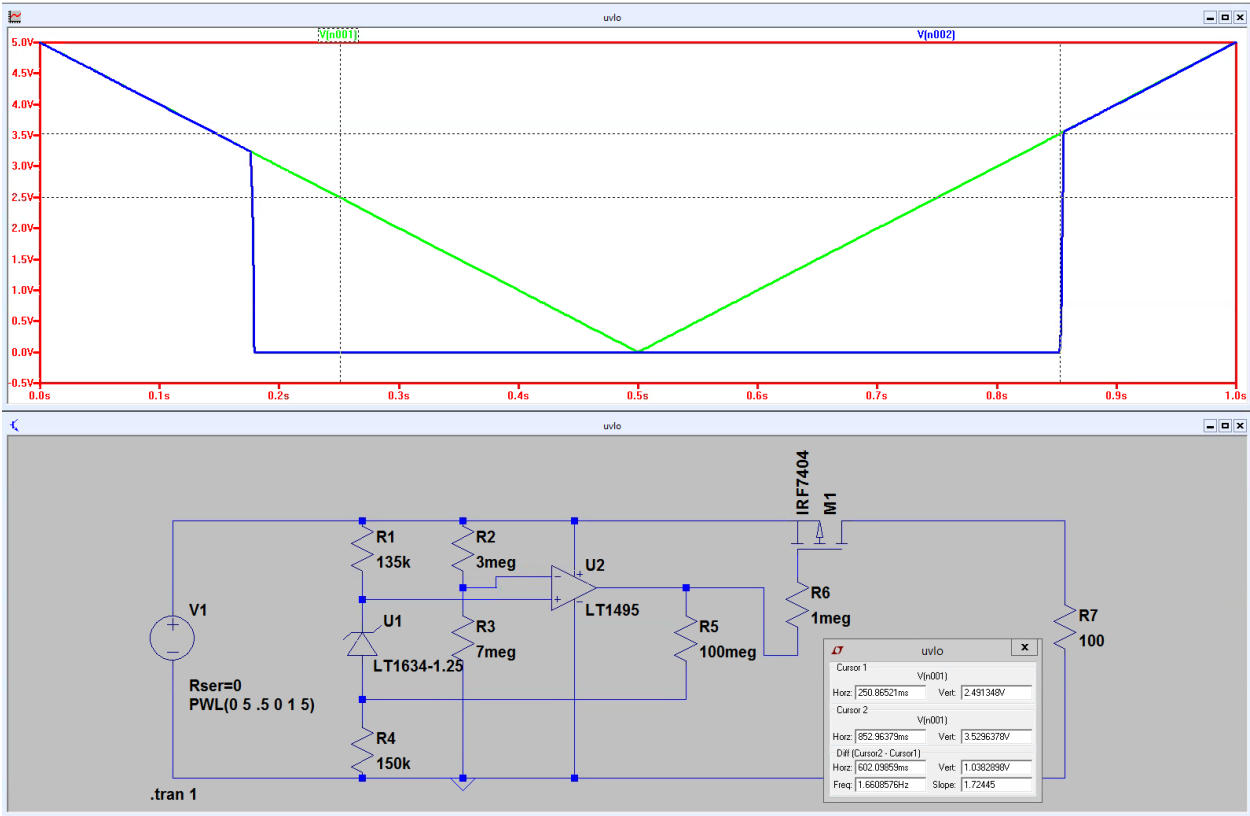 uvlo
V(n001)
V(n002)
5.0V
4.5V
4.0V
3.5V
3.0V
2.5V
2.0V
1.5V
1.0V
0.5V
0.0V
-0.5V
0.0s 0.1s 0.2s 0.3s 0.4s 0.5s 0.6s 0.7s 0.8s 0.9s 1.0s
uvlo
IRF7404
M1
R1
135k
R2
3meg
U2
LT1495
V1
Rser=0
PWL(0 5 .5 0 1 5)
U1
LT1634-1.25
R3
7meg
R5
100meg
R6
1meg
R7
100
R4
150k
.tran 1
uvlo
x
Cursor 1
V(n001)
Horz: 250.86521ms Vert: 2.491348V
Cursor 2
V(n001)
Horz: 852.96379ms Vert: 3.5296378V
Diff (Cursor2 - Cursor1)
Horz: 602.09859ms Vert: 1.0382898V
Freq: 1.6608576Hz Slope: 1.72445